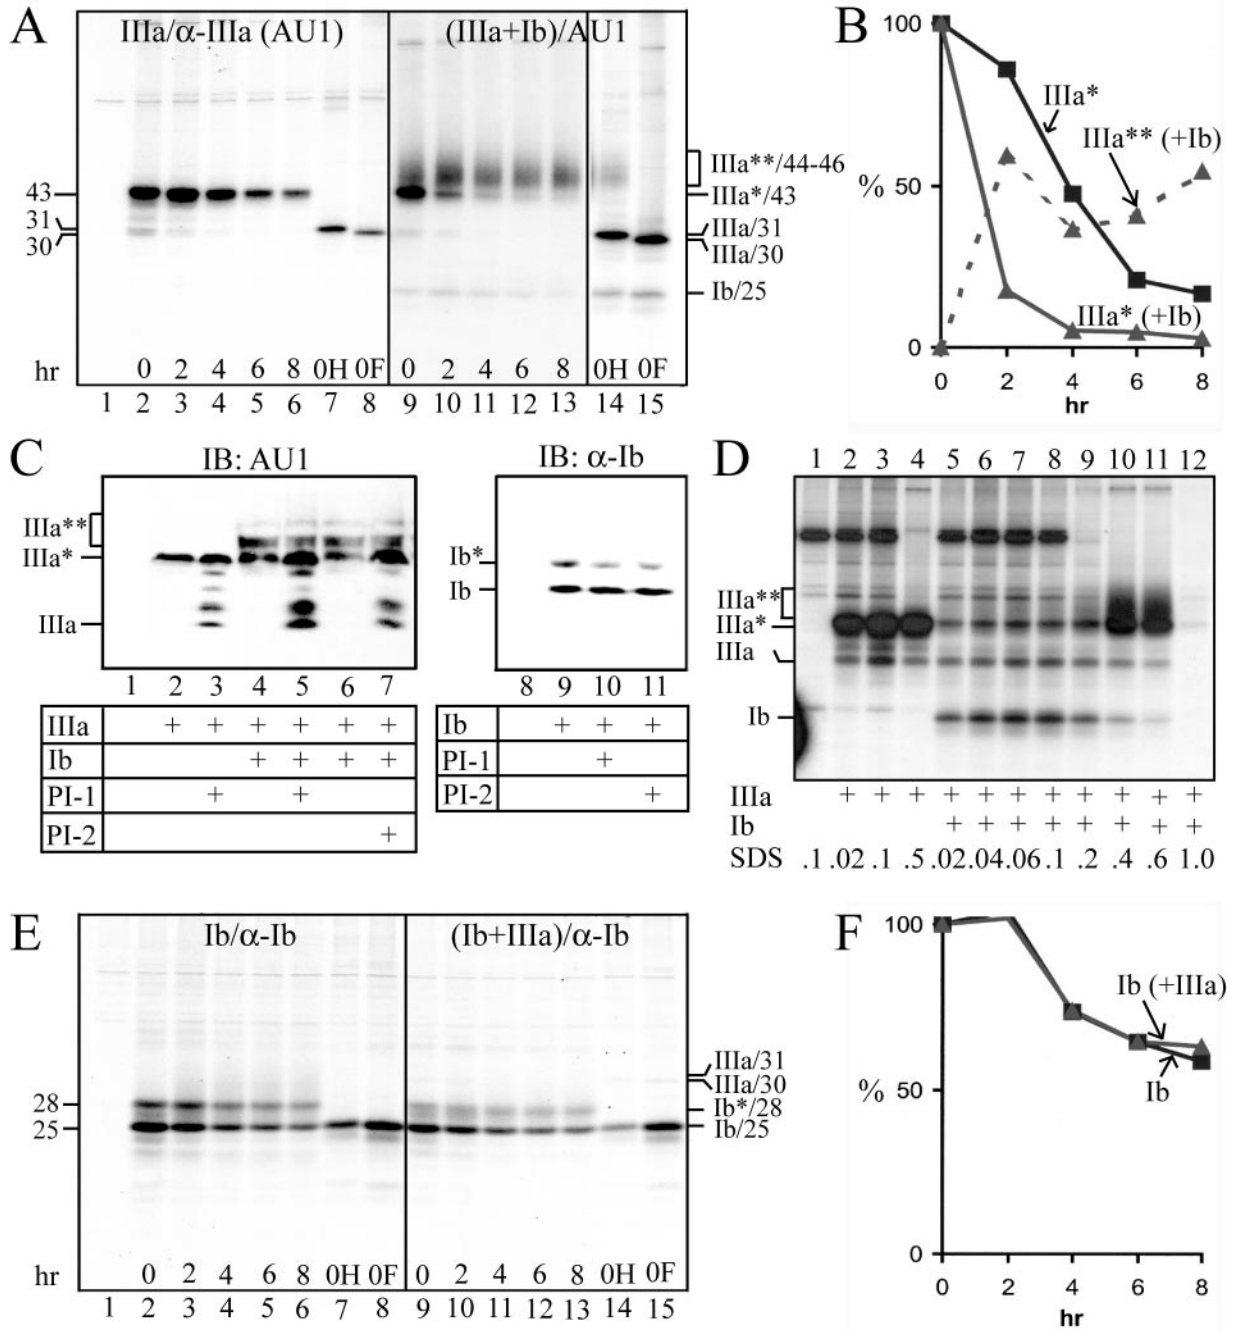 A
IIIa/α-IIIa (AU1) (IIIa+Ib)/AU1
43
31
30
IIIa**/44-46
IIIa*/43
IIIa/31
IIIa/30
Ib/25
hr 0 2 4 6 8 0H 0F 0 2 4 6 8 0H 0F
1 2 3 4 5 6 7 8 9 10 11 12 13 14 15
B
100
% 50
0
IIIa*
IIIa** (+Ib)
IIIa* (+Ib)
0 2 4 6 8
hr
C
IB: AU1
IIIa**
IIIa*
IIIa
1 2 3 4 5 6 7
IIIa + + + + + +
Ib + + + +
PI-1 + +
PI-2 +
IB: α-Ib
Ib*
Ib
8 9 10 11
Ib + + +
PI-1 +
PI-2 +
D
1 2 3 4 5 6 7 8 9 10 11 12
IIIa**
IIIa*
IIIa
Ib
IIIa + + + + + + + + + + +
Ib + + + + + + + +
SDS .1 .02 .1 .5 .02 .04 .06 .1 .2 .4 .6 1.0
E
Ib/α-Ib (Ib+IIIa)/α-Ib
28
25
IIIa/31
IIIa/30
Ib*/28
Ib/25
hr 0 2 4 6 8 0H 0F 0 2 4 6 8 0H 0F
1 2 3 4 5 6 7 8 9 10 11 12 13 14 15
F
100
% 50
0
Ib (+IIIa)
Ib
0 2 4 6 8
hr